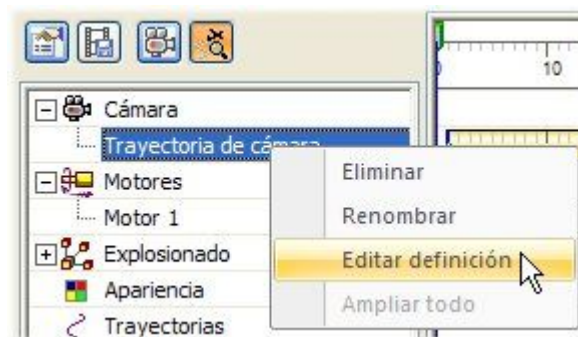 10
Cámara
Trayectoria de cámara
Eliminar
Motores
Renombrar
Motor 1
Explosionado
Editar definición
Apariencia
Ampliar todo
Trayectorias